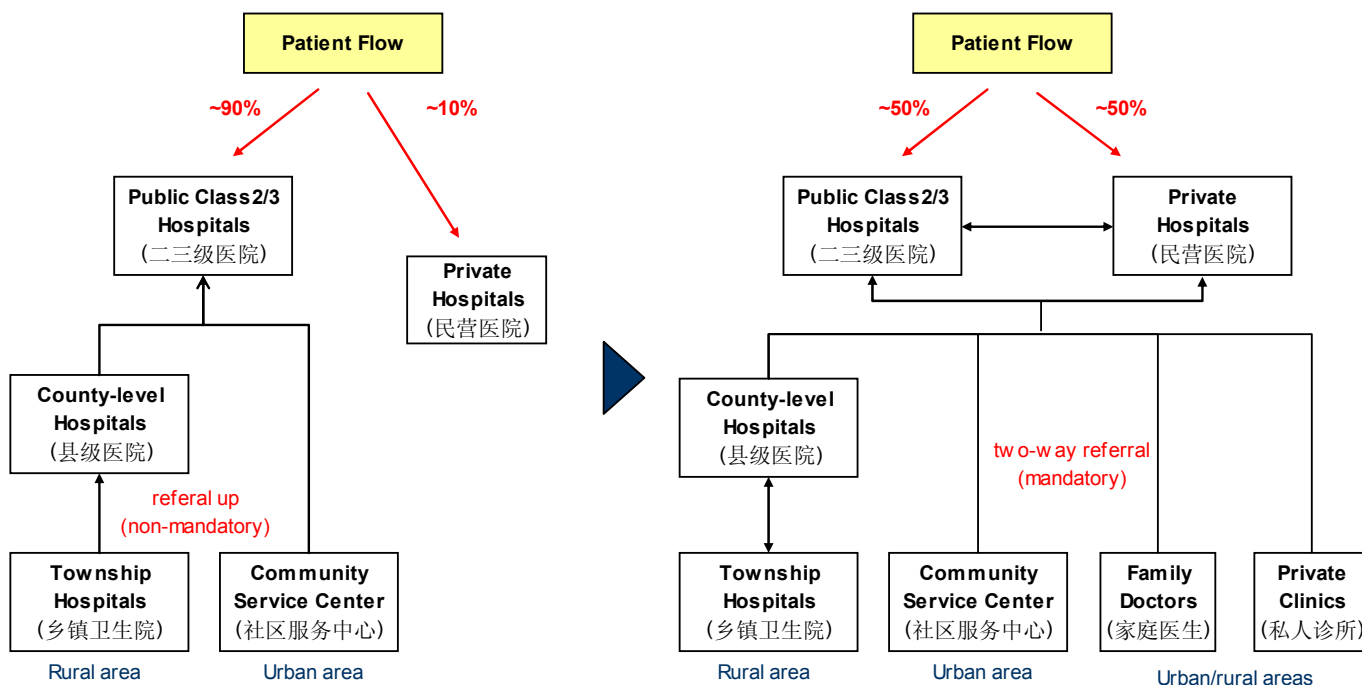 Patient Flow
~90%
~10%
Public Class2/3
Hospitals
(二三级医院)
Private
Hospitals
(民营医院)
County-level
Hospitals
(县级医院)
referal up
(non-mandatory)
Township
Hospitals
(乡镇卫生院)
Community
Service Center
(社区服务中心)
Rural area
Urban area
Patient Flow
~50%
~50%
Public Class2/3
Hospitals
(二三级医院)
Private
Hospitals
(民营医院)
County-level
Hospitals
(县级医院)
two-way referral
(mandatory)
Township
Hospitals
(乡镇卫生院)
Community
Service Center
(社区服务中心)
Family
Doctors
(家庭医生)
Private
Clinics
(私人诊所)
Rural area
Urban area
Urban/rural areas